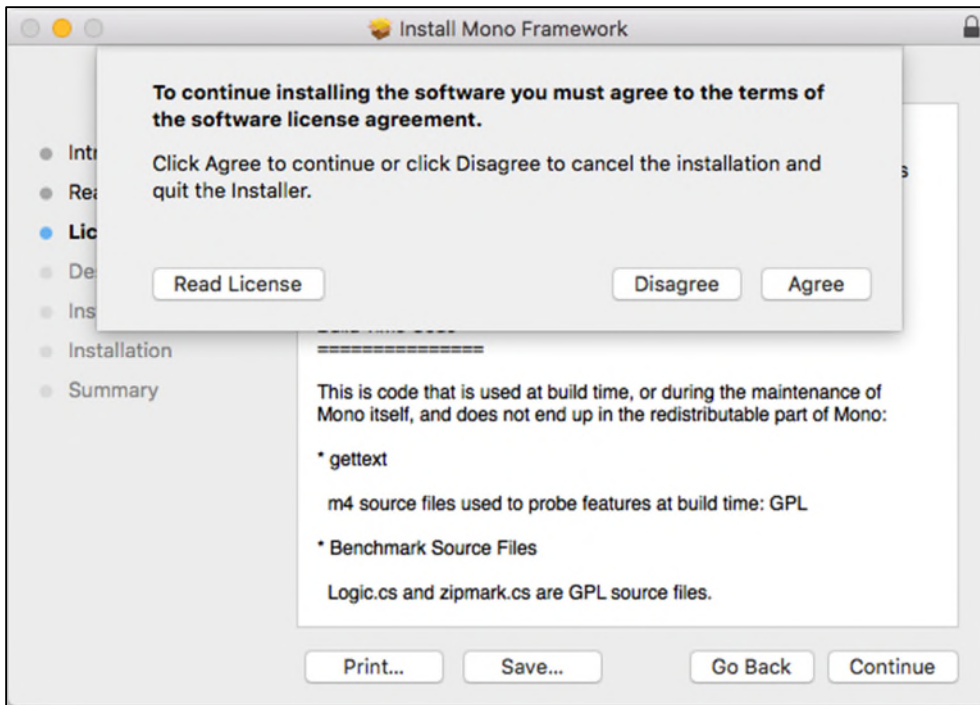 Install Mono Framework
To continue installing the software you must agree to the terms of
the software license agreement.
Click Agree to continue or click Disagree to cancel the installation and
quit the Installer.
Read License
Disagree
Agree
Installation
Summary
===============
This is code that is used at build time, or during the maintenance of
Mono itself, and does not end up in the redistributable part of Mono:
* gettext
m4 source files used to probe features at build time: GPL
* Benchmark Source Files
Logic.cs and zipmark.cs are GPL source files.
Print...
Save...
Go Back
Continue